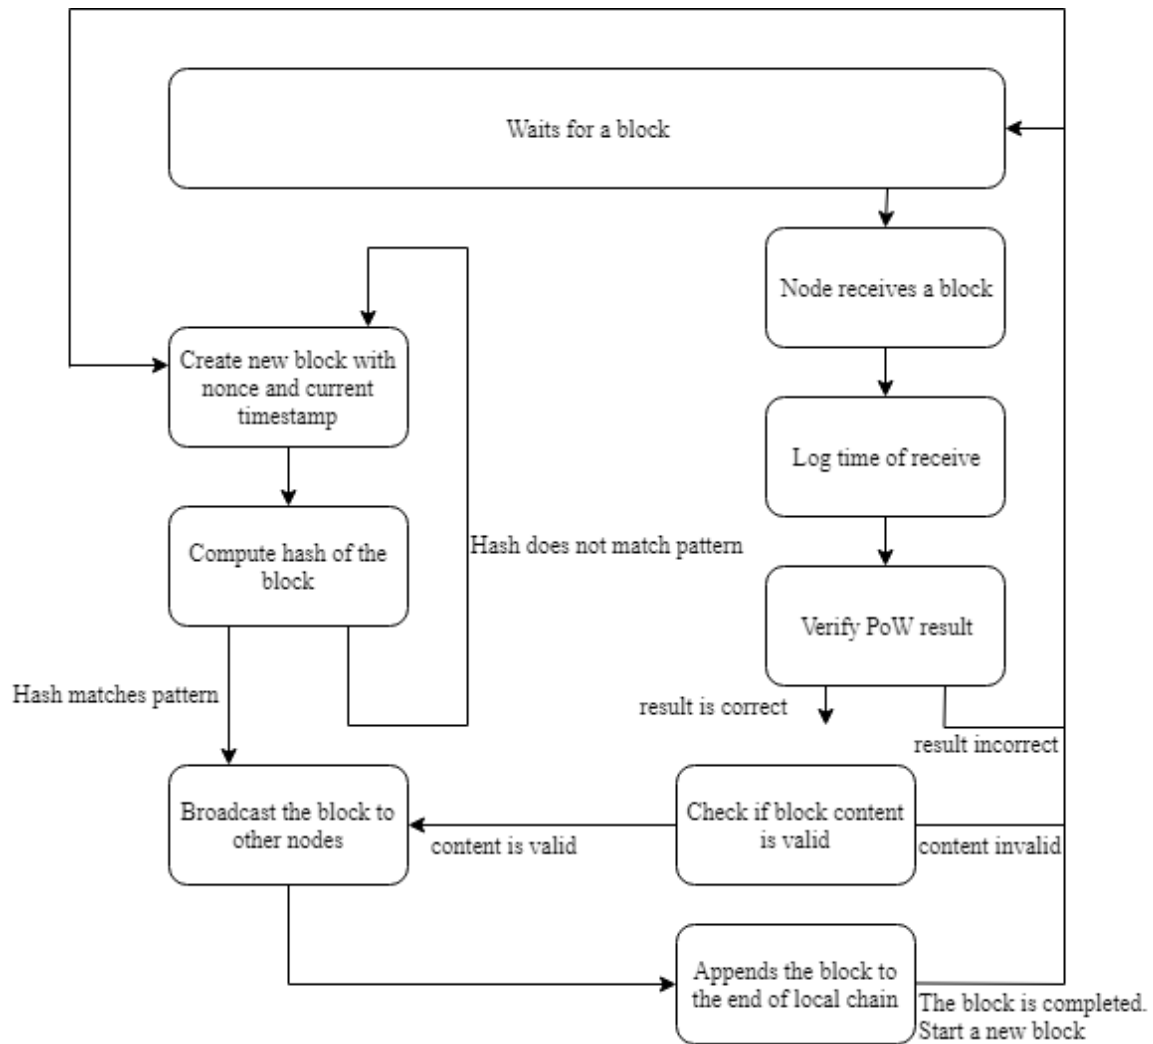 Waits for a block
Node receives a block
Create new block with
nonce and current
timestamp
Log time of receive
Compute hash of the
block
Hash does not match pattern
Verify PoW result
Hash matches pattern
result is correct
result incorrect
Broadcast the block to
other nodes
content is valid
Check if block content
is valid
content invalid
Appends the block to
the end of local chain
The block is completed.
Start a new block